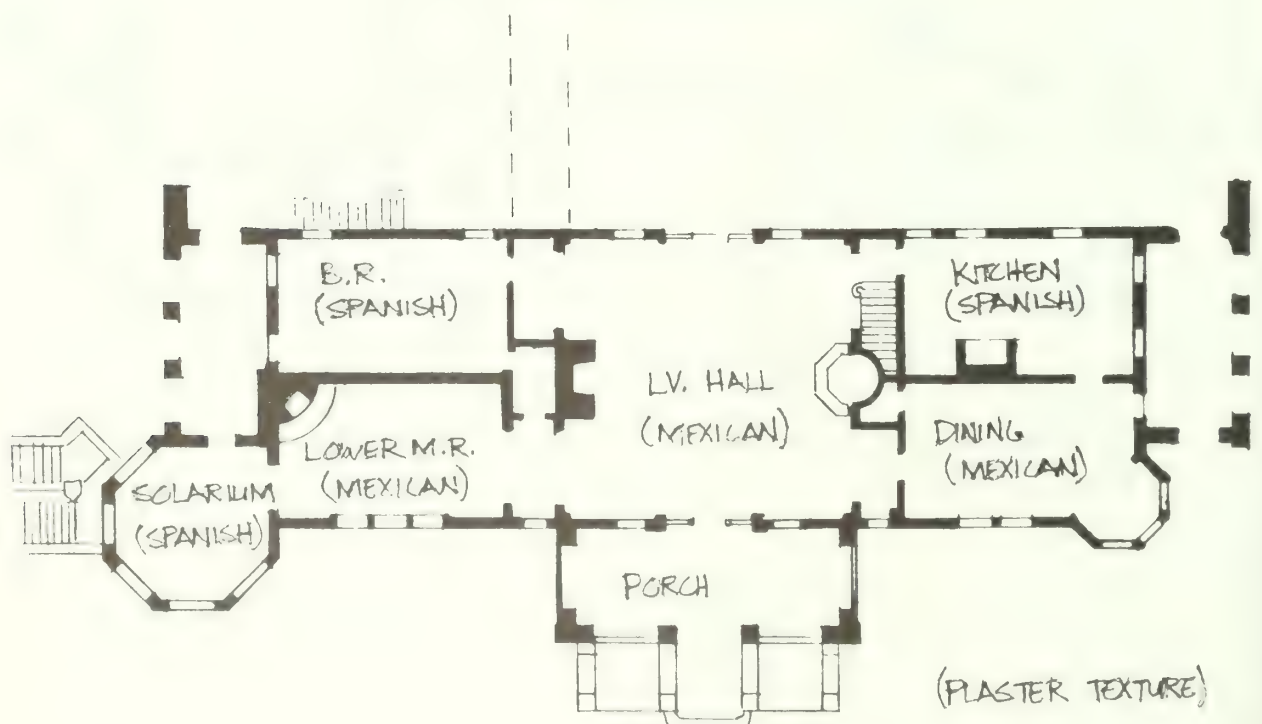 B.R.
(SPANISH)
KITCHEN
(SPANISH)
LV. HALL
(MEXICAN)
LOWER M.R.
(MEXICAN)
DINING
(MEXICAN)
SOLARIUM
(SPANISH)
PORCH
(PLASTER TEXTURE)